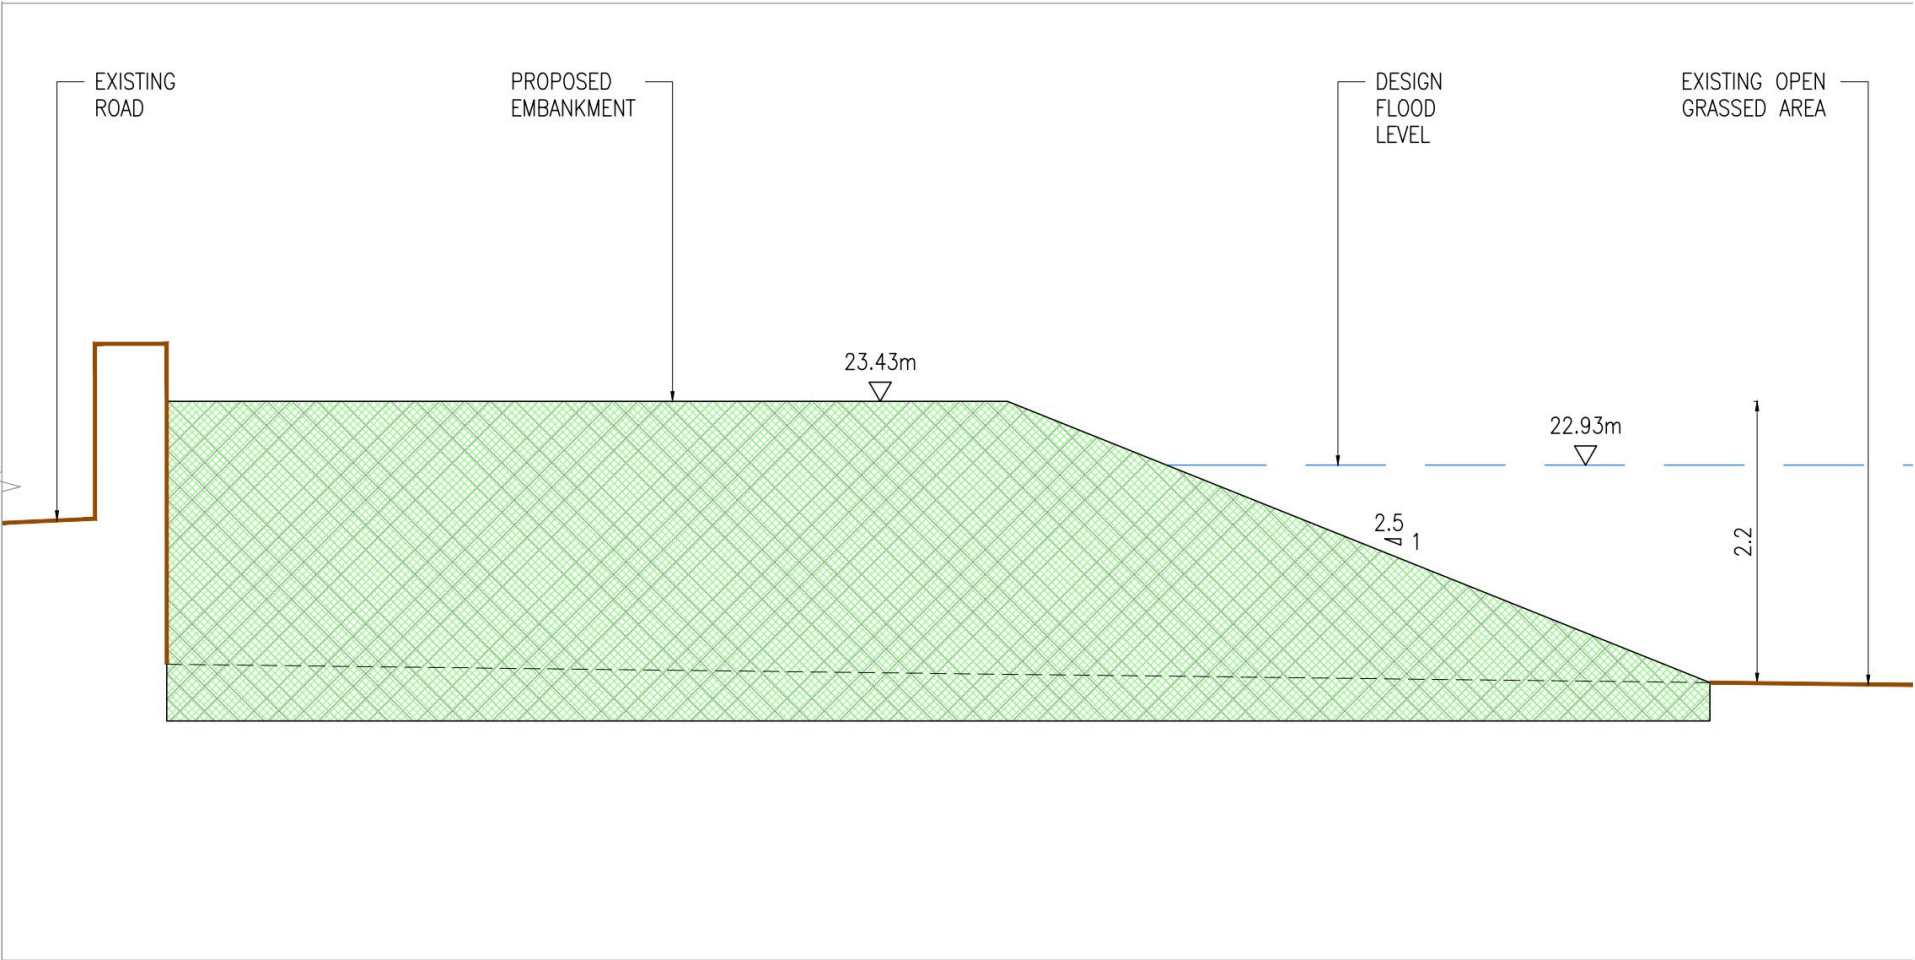 EXISTING
ROAD
PROPOSED
EMBANKMENT
DESIGN
FLOOD
LEVEL
EXISTING OPEN
GRASSED AREA
23.43m
22.93m
2.5
1
2.2